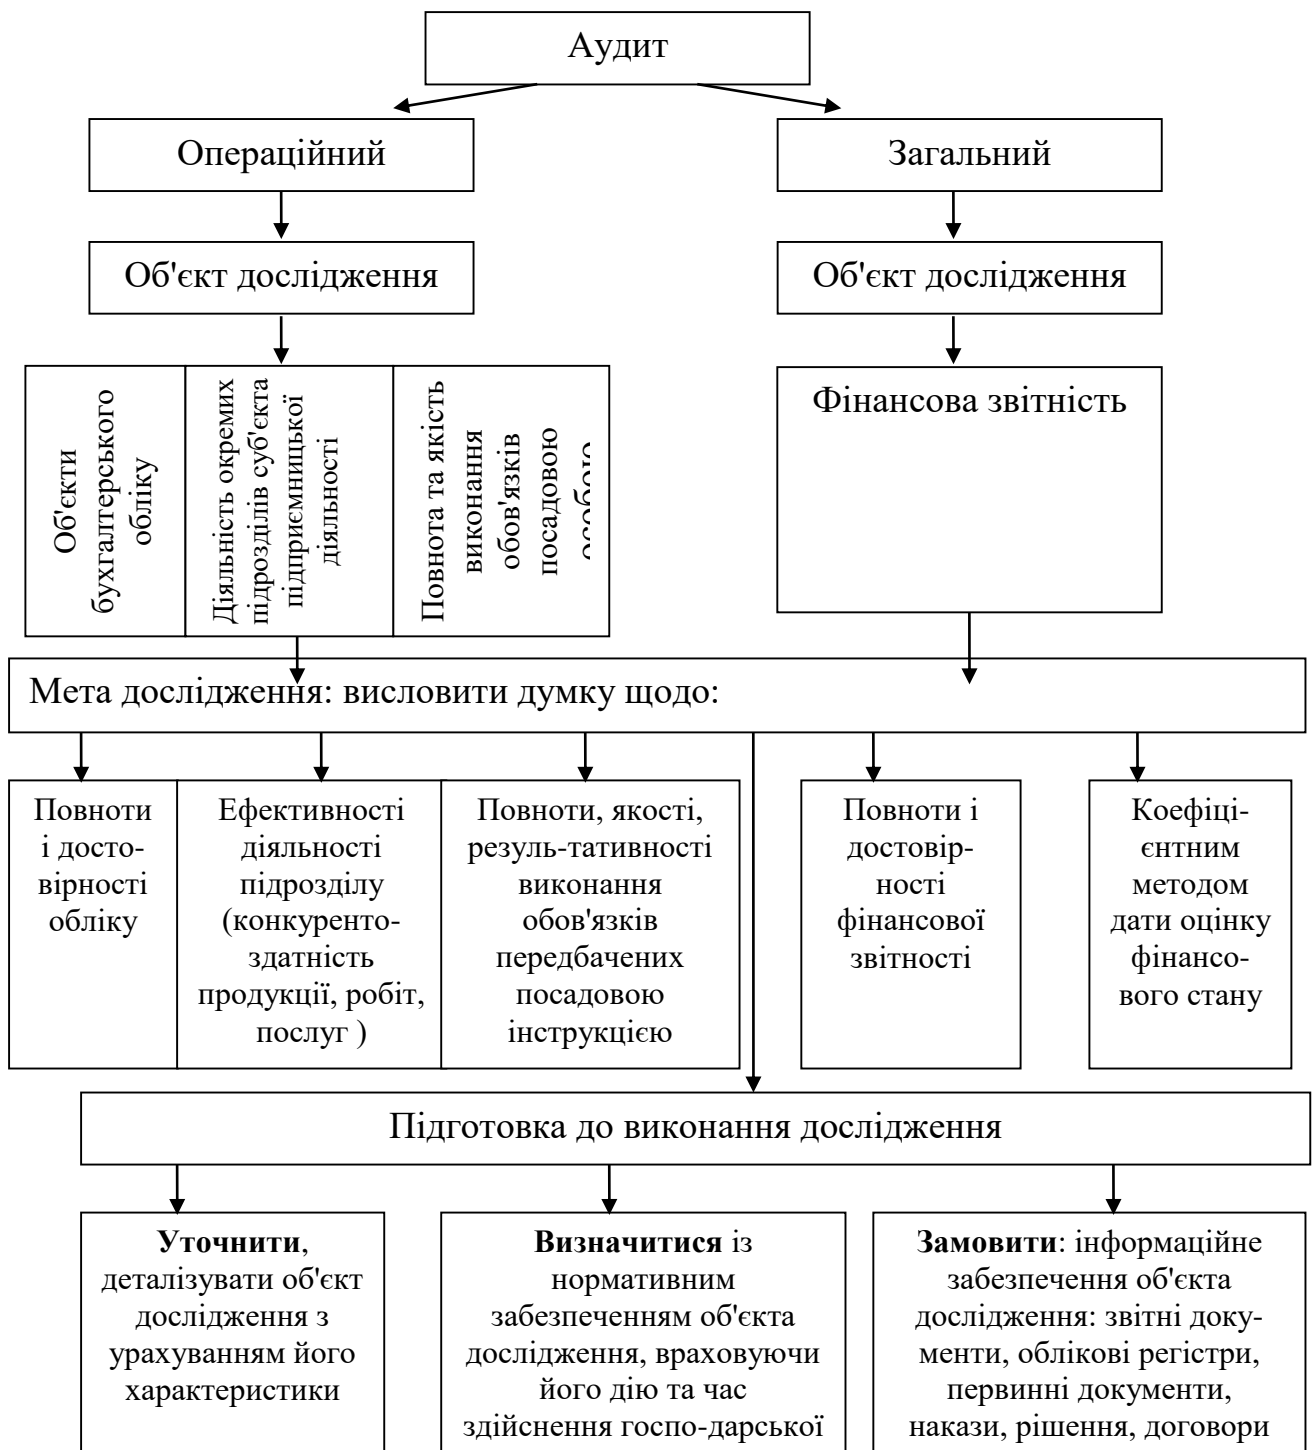 Аудит
Операційний
Загальний
Об'єкт дослідження
Об'єкт дослідження
Об'єкти
бухгалтерського
обліку
Діяльність окремих
підрозділів суб'єкта
підприємницької
діяльності
Повнота та якість
виконання
обов'язків
посадовою
особою
Фінансова звітність
Мета дослідження: висловити думку щодо:
Повноти
і досто-
вірності
обліку
Ефективності
діяльності
підрозділу
(конкуренто-
здатність
продукції, робіт,
послуг )
Повноти, якості,
резуль-тативності
виконання
обов'язків
передбачених
посадовою
інструкцією
Повноти і
достовір-
ності
фінансової
звітності
Коефіці-
єнтним
методом
дати оцінку
фінансо-
вого стану
Підготовка до виконання дослідження
Уточнити,
деталізувати об'єкт
дослідження з
урахуванням його
характеристики
Визначитися із
нормативним
забезпеченням об'єкта
дослідження, враховуючи
його дію та час
здійснення госпо-дарської
Замовити: інформаційне
забезпечення об'єкта
дослідження: звітні доку-
менти, облікові регістри,
первинні документи,
накази, рішення, договори